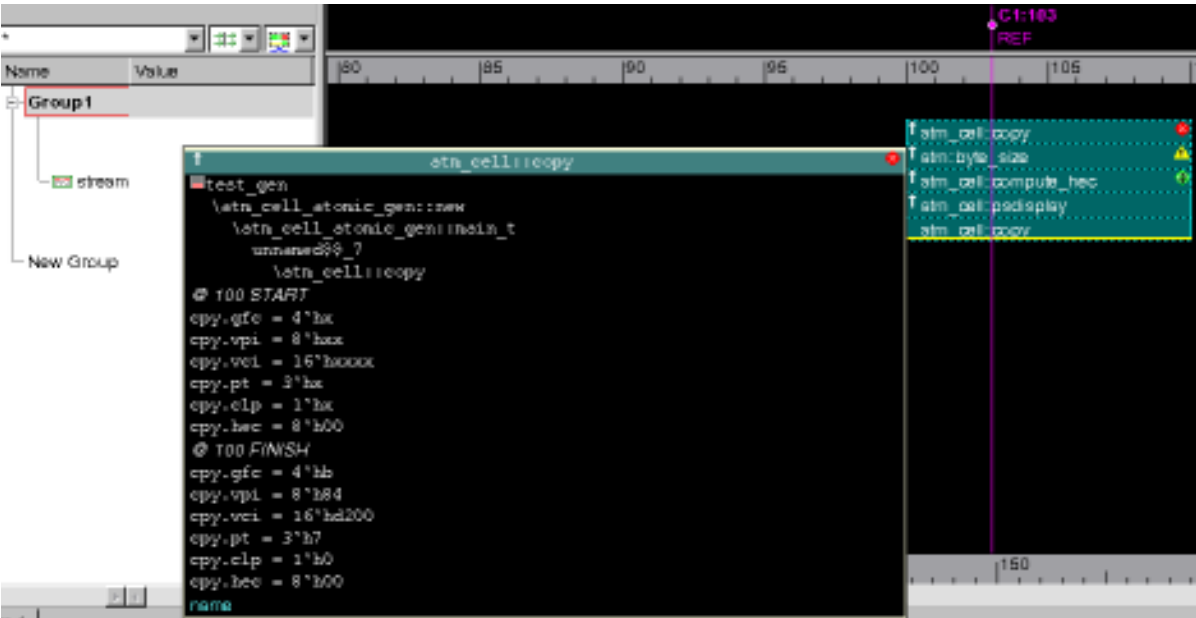 C1:103
REF
*
Name Value
|80 |85 |90 |95 |100 |105
Group1
stream
New Group
atm_cell::copy
atm::byte_size
atm_cell::compute_hec
atm_cell::psdisplay
atm_cell::copy
atm_cell::copy
test_gen
\atm_cell_atomic_gen::new
\atm_cell_atomic_gen::main_t
unnamed$$_7
\atm_cell::copy
@ 100 START
cpy.gfc = 4'hx
cpy.vpi = 8'hxx
cpy.vci = 16'hxxxx
cpy.pt = 3'hx
cpy.clp = 1'hx
cpy.hec = 8'h00
@ 100 FINISH
cpy.gfc = 4'hb
cpy.vpi = 8'h84
cpy.vci = 16'hd200
cpy.pt = 3'h7
cpy.clp = 1'h0
cpy.hec = 8'h00
name
|150